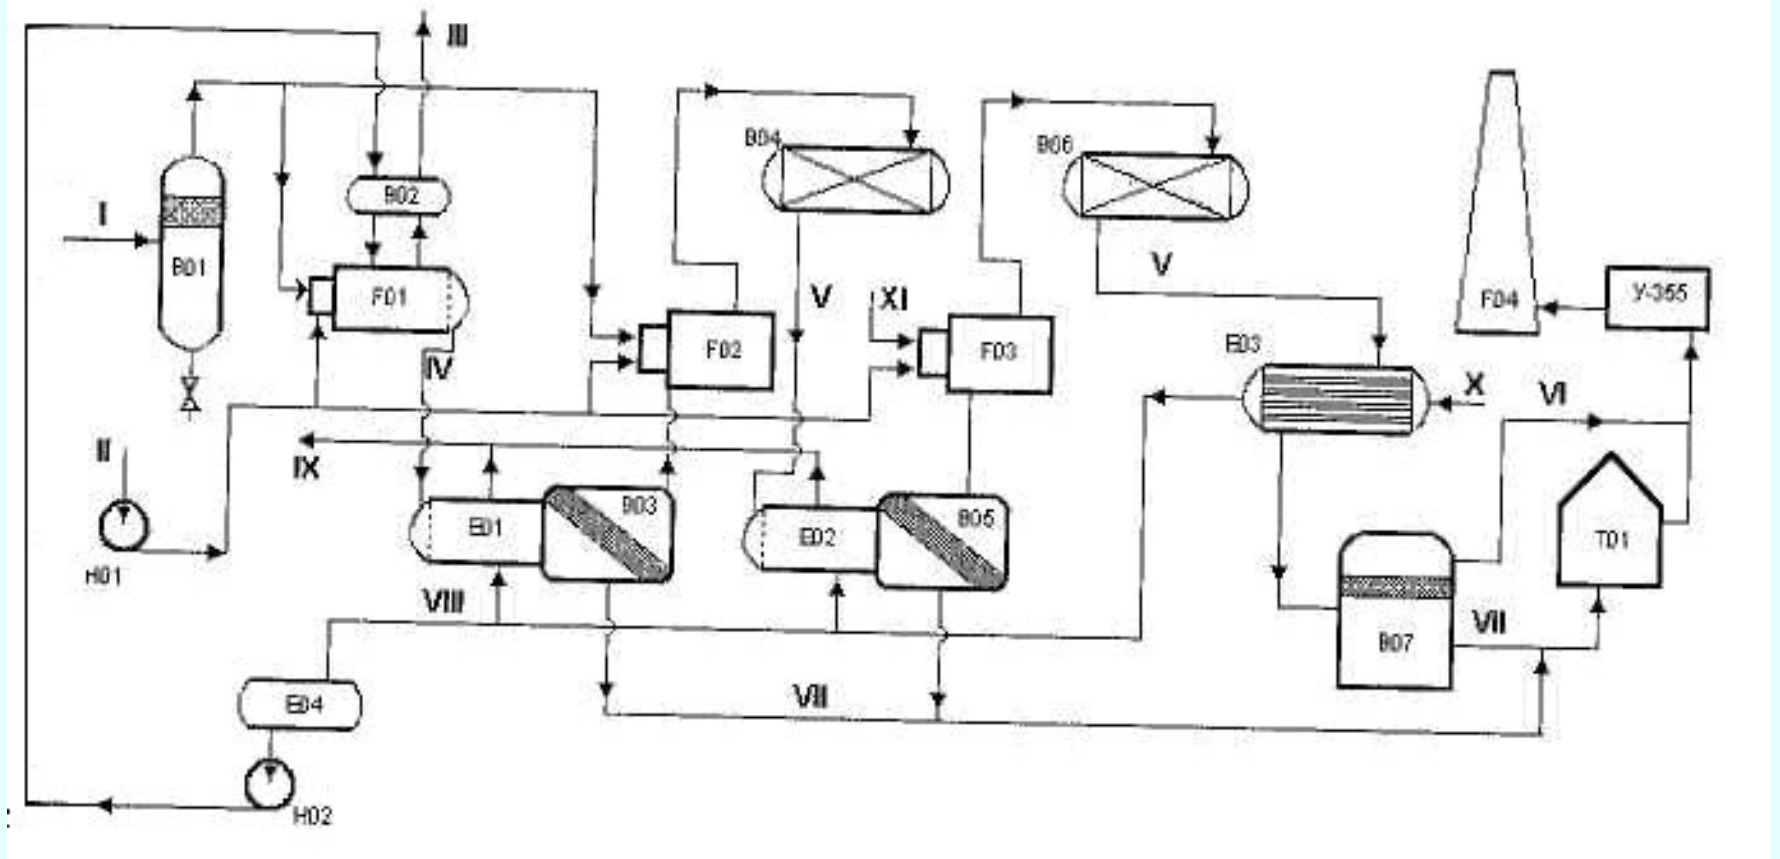 III
I
B01
B02
F01
IV
II
H01
IX
B04
V
XI
F02
B06
V
F03
E03
X
VI
F04
У-355
E01
B03
E02
B05
VIII
VII
VII
B07
T01
E04
H02